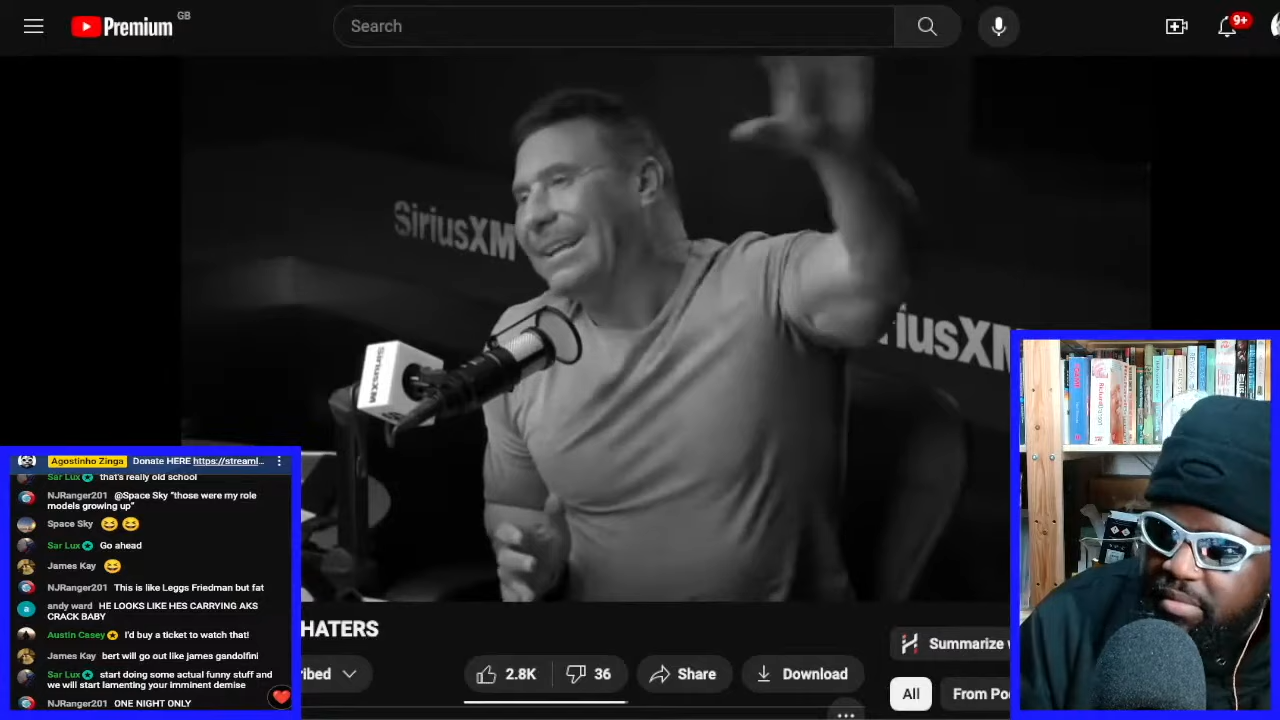 Premium
GB
Search
9+
SiriusXM
SiriusXM
iusXM
Agostinho Zinga Donate HERE https://streaml...
Sar Lux that's really old school
NJRanger201 @Space Sky "those were my role
models growing up"
Space Sky 😆 😆
Sar Lux Go ahead
James Kay 😆
NJRanger201 This is like Leggs Friedman but fat
andy ward HE LOOKS LIKE HES CARRYING AKS
CRACK BABY
Austin Casey I'd buy a ticket to watch that!
James Kay bert will go out like james gandolfini
Sar Lux start doing some actual funny stuff and
we will start lamenting your imminent demise
NJRanger201 ONE NIGHT ONLY
HATERS
ribed
2.8K
36
Share
Download
Summarize
All
From Po